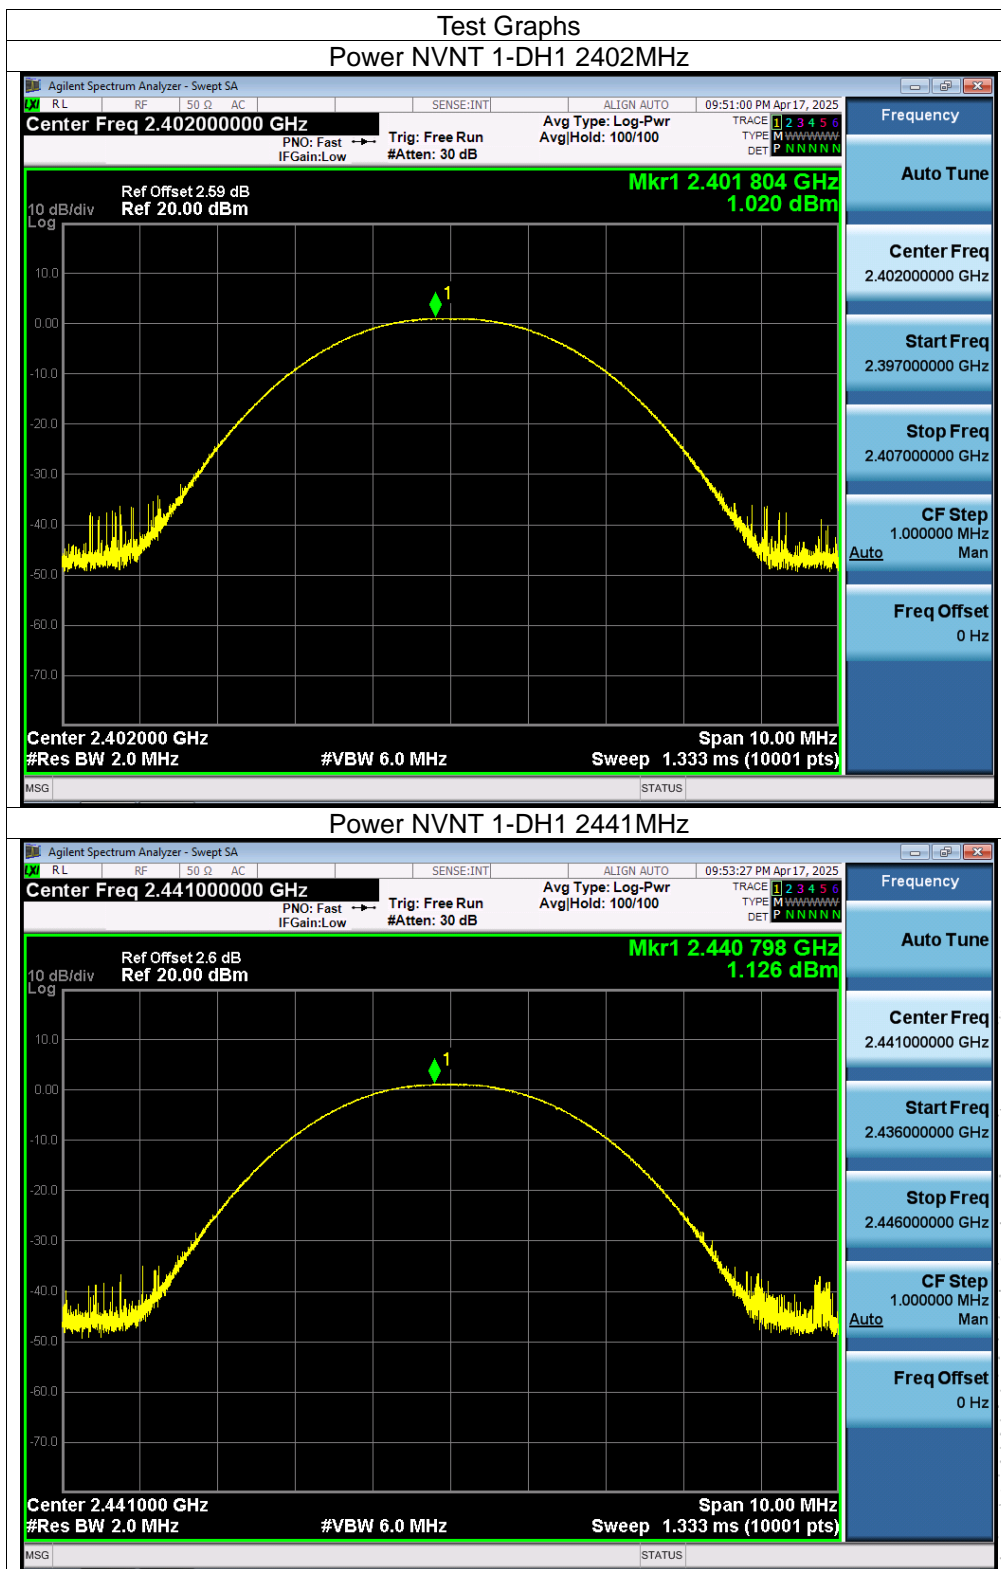 Test Graphs
Power NVNT 1-DH1 2402MHz
Agilent Spectrum Analyzer - Swept SA
LXI RL RF 50 Ω AC SENSE:INT ALIGN AUTO 09:51:00 PM Apr 17, 2025
Center Freq 2.402000000 GHz
PNO: Fast
IFGain:Low
Trig: Free Run
#Atten: 30 dB
Avg Type: Log-Pwr
Avg|Hold: 100/100
TRACE 1 2 3 4 5 6
TYPE M WWWWW
DET P N N N N N
Frequency
Auto Tune
Center Freq
2.402000000 GHz
Start Freq
2.397000000 GHz
Stop Freq
2.407000000 GHz
CF Step
1.000000 MHz
Auto Man
Freq Offset
0 Hz
Mkr1 2.401 804 GHz
1.020 dBm
Ref Offset 2.59 dB
10 dB/div Ref 20.00 dBm
Log
10.0
1
0.00
-10.0
-20.0
-30.0
-40.0
-50.0
-60.0
-70.0
Center 2.402000 GHz Span 10.00 MHz
#Res BW 2.0 MHz #VBW 6.0 MHz Sweep 1.333 ms (10001 pts)
MSG STATUS
Power NVNT 1-DH1 2441MHz
Agilent Spectrum Analyzer - Swept SA
LXI RL RF 50 Ω AC SENSE:INT ALIGN AUTO 09:53:27 PM Apr 17, 2025
Center Freq 2.441000000 GHz
PNO: Fast
IFGain:Low
Trig: Free Run
#Atten: 30 dB
Avg Type: Log-Pwr
Avg|Hold: 100/100
TRACE 1 2 3 4 5 6
TYPE M WWWWW
DET P N N N N N
Frequency
Auto Tune
Center Freq
2.441000000 GHz
Start Freq
2.436000000 GHz
Stop Freq
2.446000000 GHz
CF Step
1.000000 MHz
Auto Man
Freq Offset
0 Hz
Mkr1 2.440 798 GHz
1.126 dBm
Ref Offset 2.6 dB
10 dB/div Ref 20.00 dBm
Log
10.0
1
0.00
-10.0
-20.0
-30.0
-40.0
-50.0
-60.0
-70.0
Center 2.441000 GHz Span 10.00 MHz
#Res BW 2.0 MHz #VBW 6.0 MHz Sweep 1.333 ms (10001 pts)
MSG STATUS